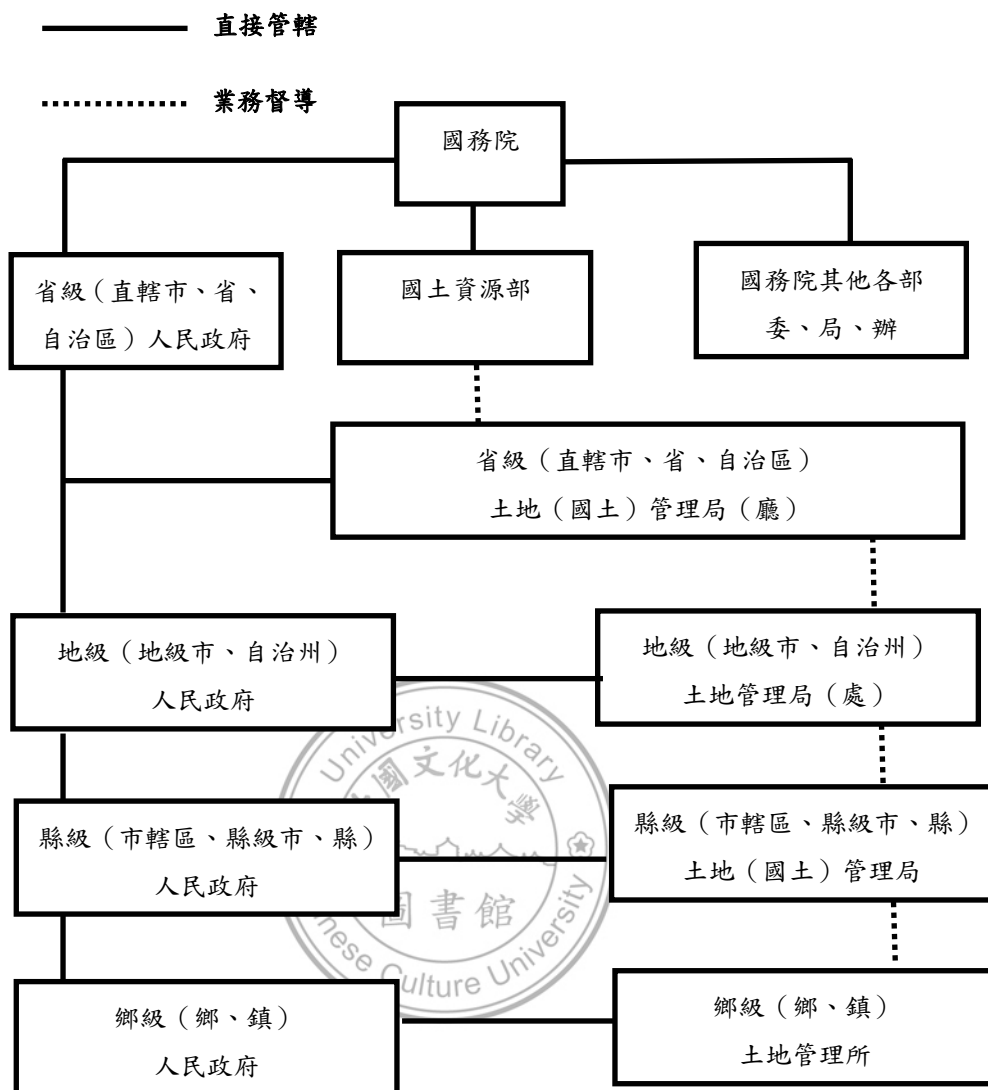 直接管轄
業務督導
國務院
省級（直轄市、省、
自治區）人民政府
國土資源部
國務院其他各部
委、局、辦
省級（直轄市、省、自治區）
土地（國土）管理局（廳）
地級（地級市、自治州）
人民政府
地級（地級市、自治州）
土地管理局（處）
縣級（市轄區、縣級市、縣）
人民政府
縣級（市轄區、縣級市、縣）
土地（國土）管理局
鄉級（鄉、鎮）
人民政府
鄉級（鄉、鎮）
土地管理所
University Library
國文化大學
圖書館
Culture University